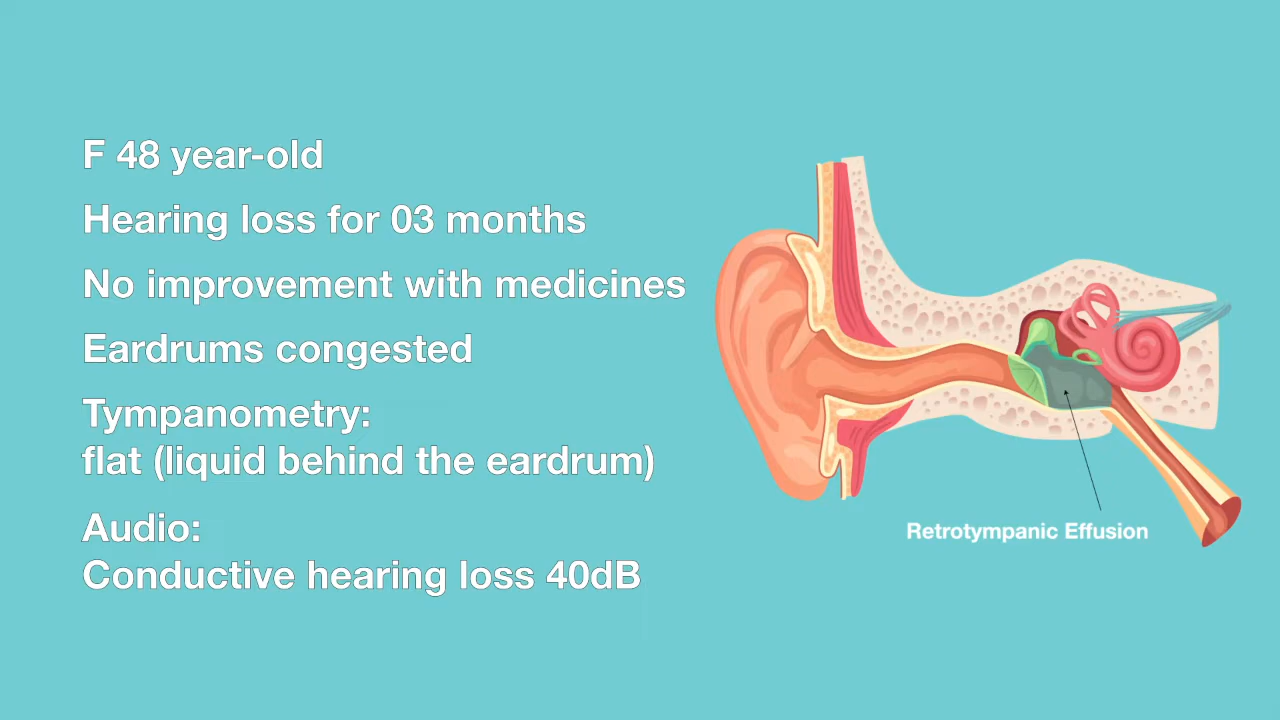 F 48 year-old
Hearing loss for 03 months
No improvement with medicines
Eardrums congested
Tympanometry:
flat (liquid behind the eardrum)
Audio:
Conductive hearing loss 40dB
Retrotympanic Effusion